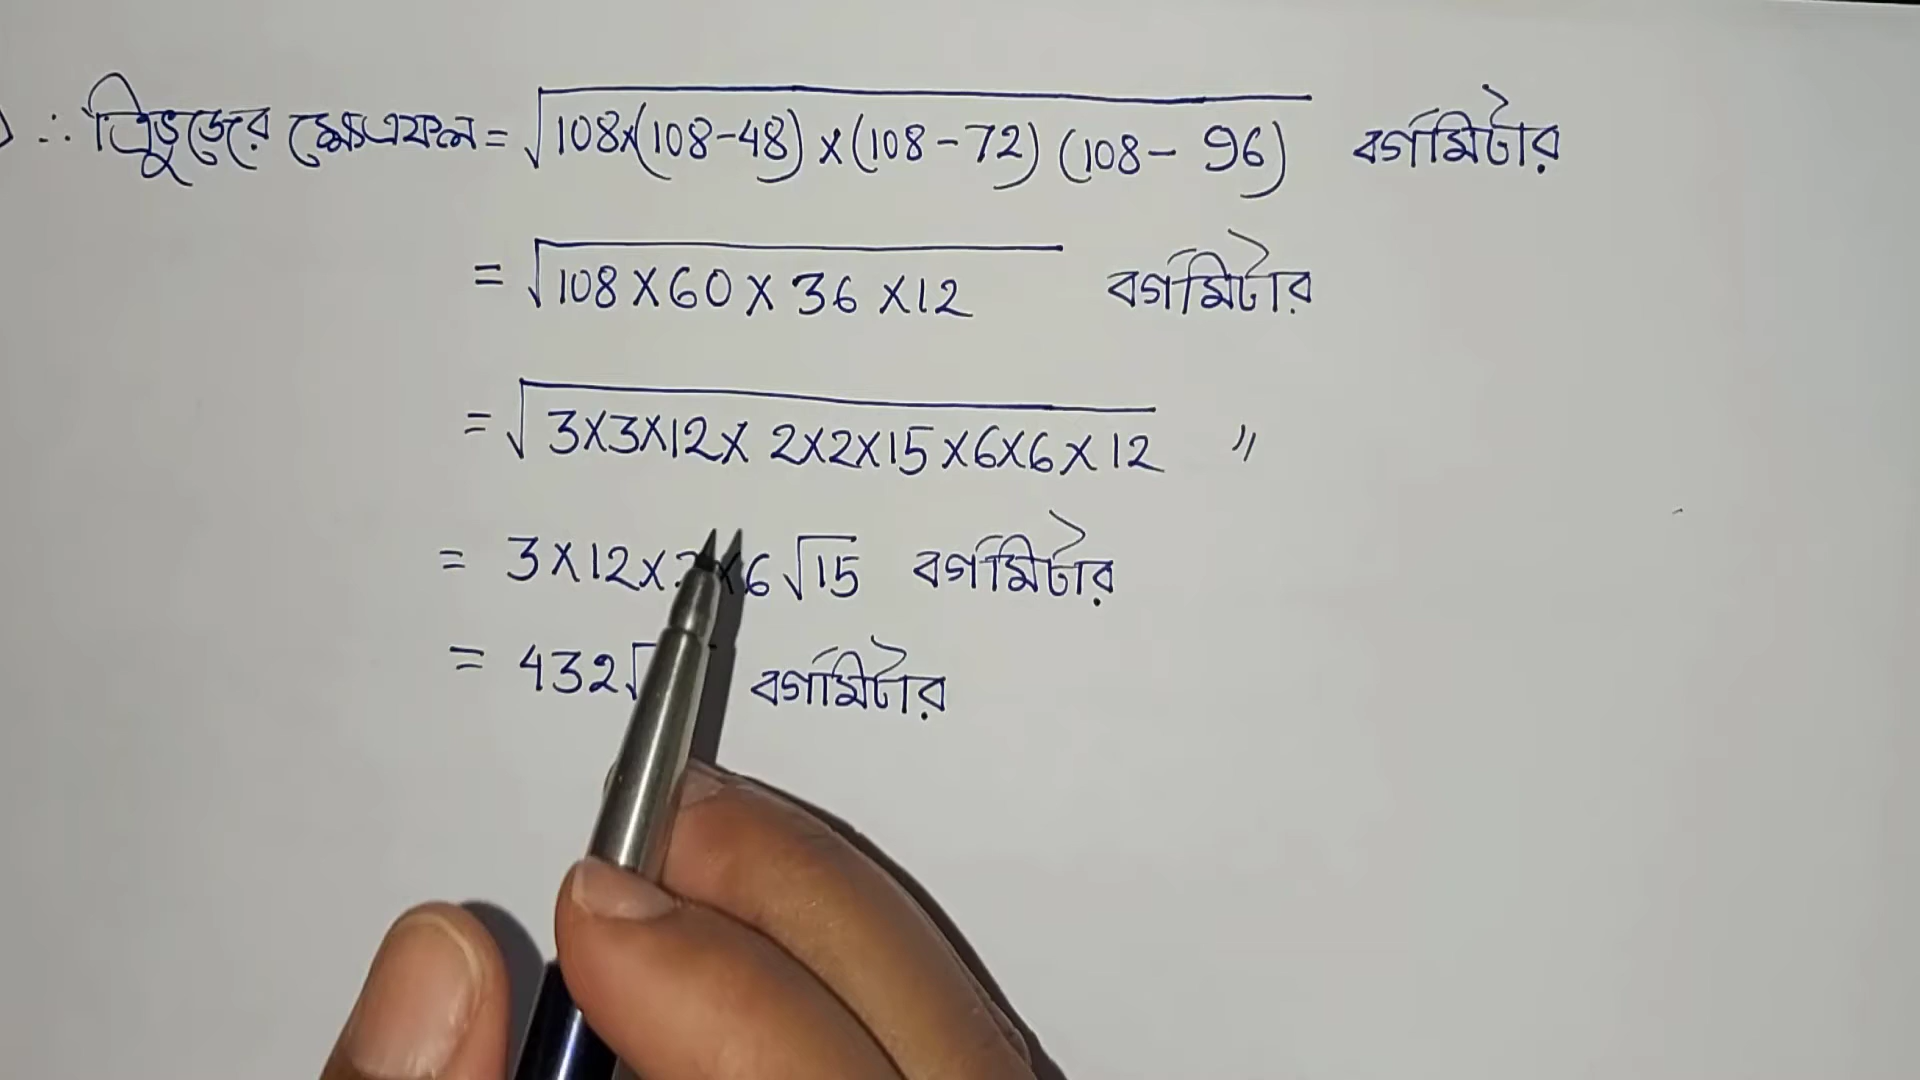 ∴ ত্রিভুজের ক্ষেত্রফল = √108×(108-48)×(108-72)(108-96) বর্গমিটার
= √108×60×36×12 বর্গমিটার
= √3×3×12×2×2×15×6×6×12 〃
= 3×12× ×6√15 বর্গমিটার
= 432√ বর্গমিটার